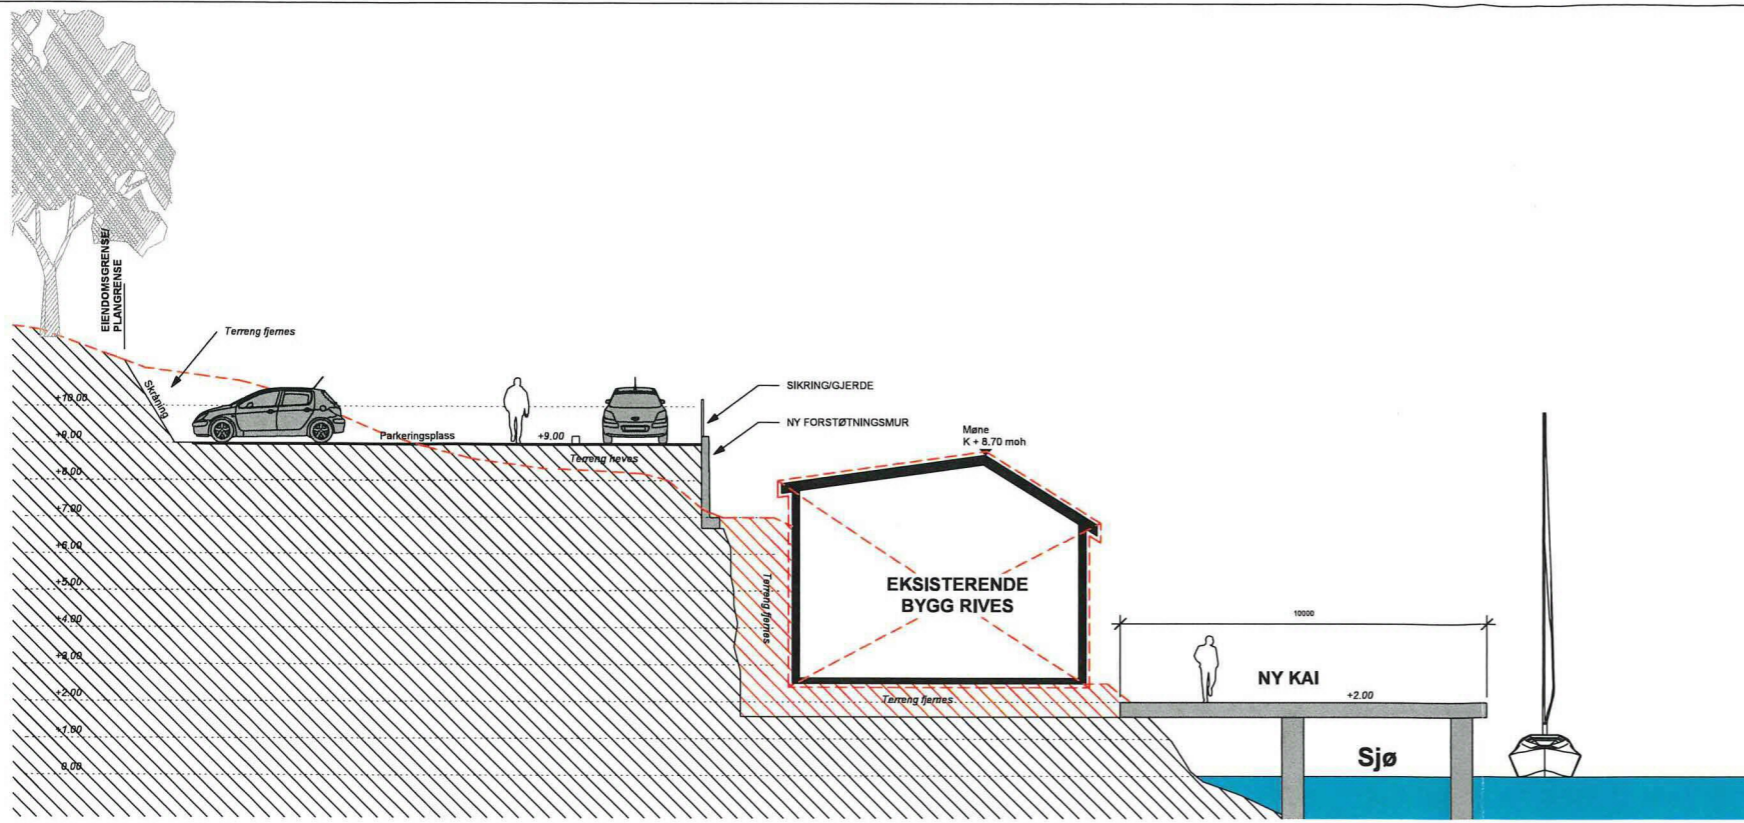 EIENDOMSGRENSE/
PLANGRENSE
Terreng fjernes
Skråning
SIKRING/GJERDE
NY FORSTØTNINGSMUR
Parkeringsplass
+9.00
Terreng heves
Møne
K + 8.70 moh
+10.00
+9.00
+8.00
+7.00
+6.00
+5.00
+4.00
+3.00
+2.00
+1.00
0.00
Terreng fjernes
EKSISTERENDE
BYGG RIVES
Terreng fjernes
10000
NY KAI
+2.00
Sjø